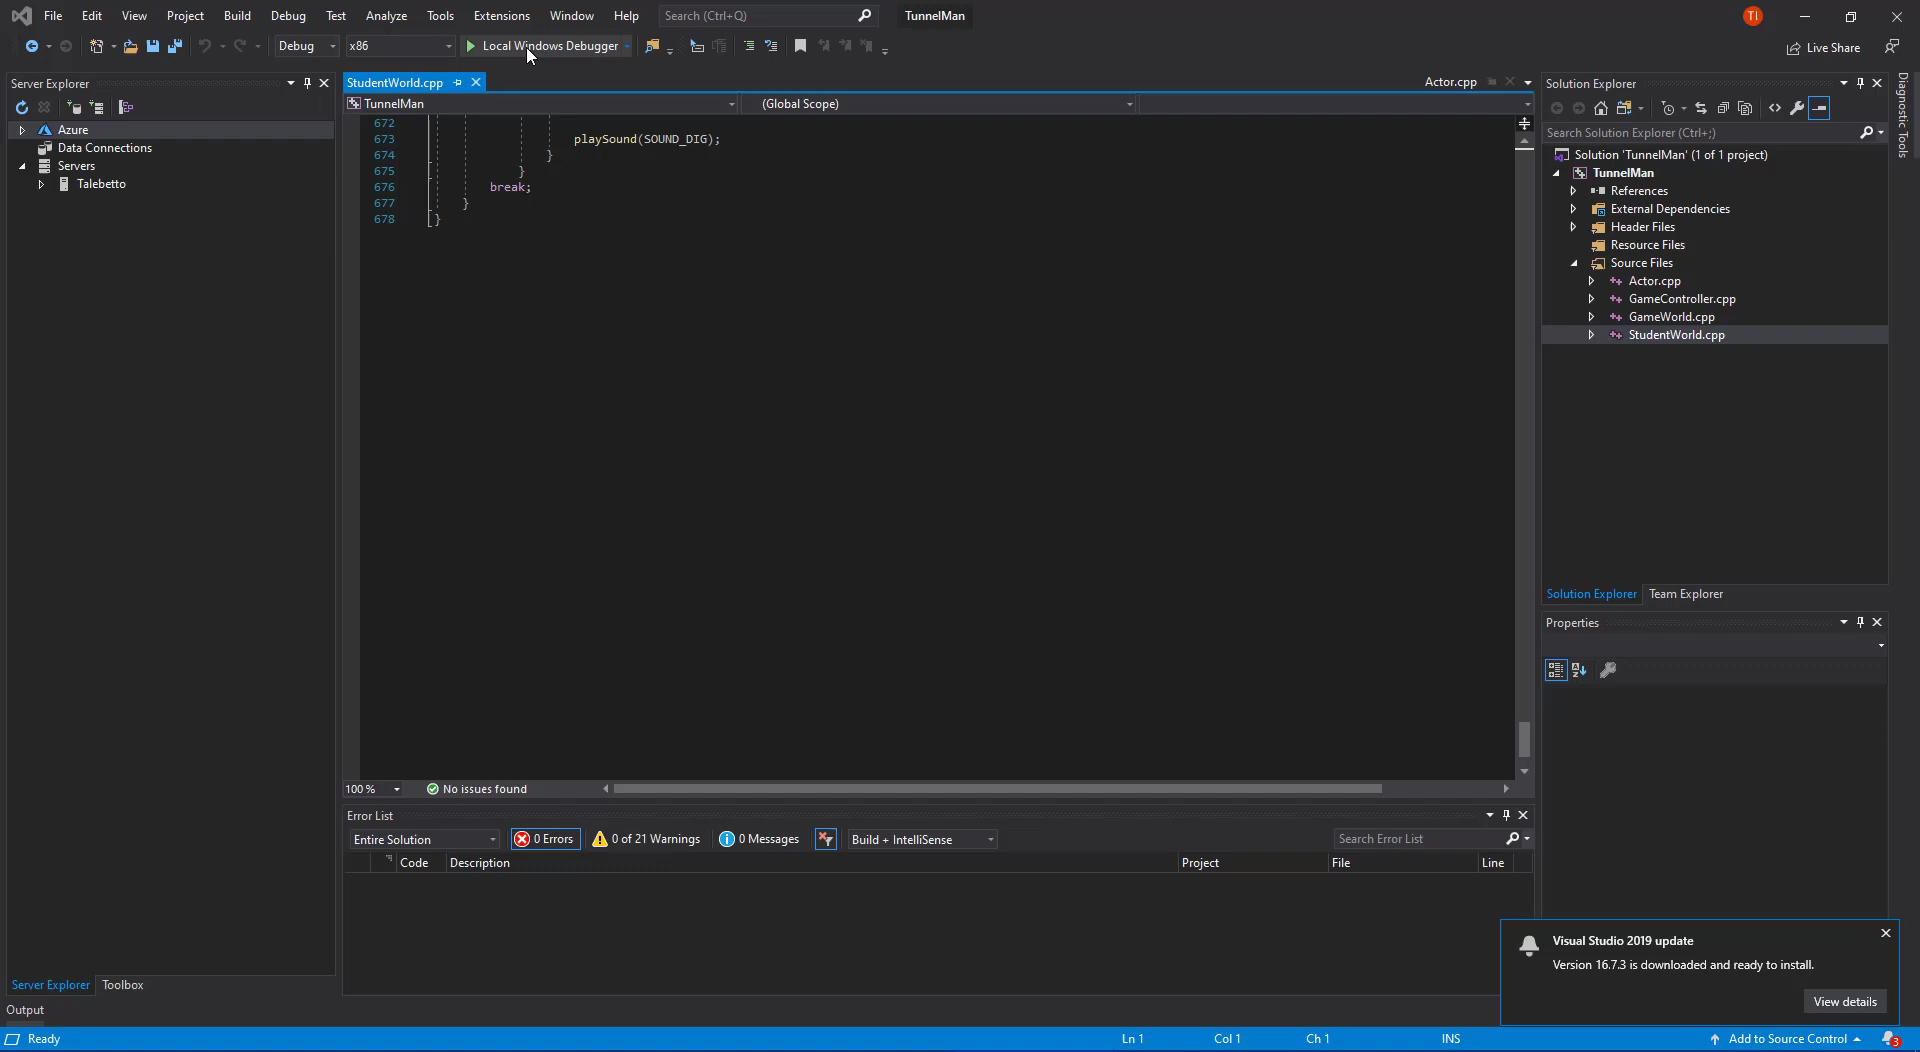 File Edit View Project Build Debug Test Analyze Tools Extensions Window Help Search (Ctrl+Q) TunnelMan TI
Debug x86 Local Windows Debugger Live Share
Server Explorer
Azure
Data Connections
Servers
Talebetto
Server Explorer Toolbox
Output
StudentWorld.cpp Actor.cpp
TunnelMan (Global Scope)
672
673 playSound(SOUND_DIG);
674 }
675 }
676 break;
677 }
678 }
100 % No issues found
Error List
Entire Solution 0 Errors 0 of 21 Warnings 0 Messages Build + IntelliSense Search Error List
Code Description Project File Line
Solution Explorer
Search Solution Explorer (Ctrl+;)
Solution 'TunnelMan' (1 of 1 project)
TunnelMan
References
External Dependencies
Header Files
Resource Files
Source Files
Actor.cpp
GameController.cpp
GameWorld.cpp
StudentWorld.cpp
Solution Explorer Team Explorer
Properties
Diagnostic Tools
Visual Studio 2019 update
Version 16.7.3 is downloaded and ready to install.
View details
Ready Ln 1 Col 1 Ch 1 INS Add to Source Control 3